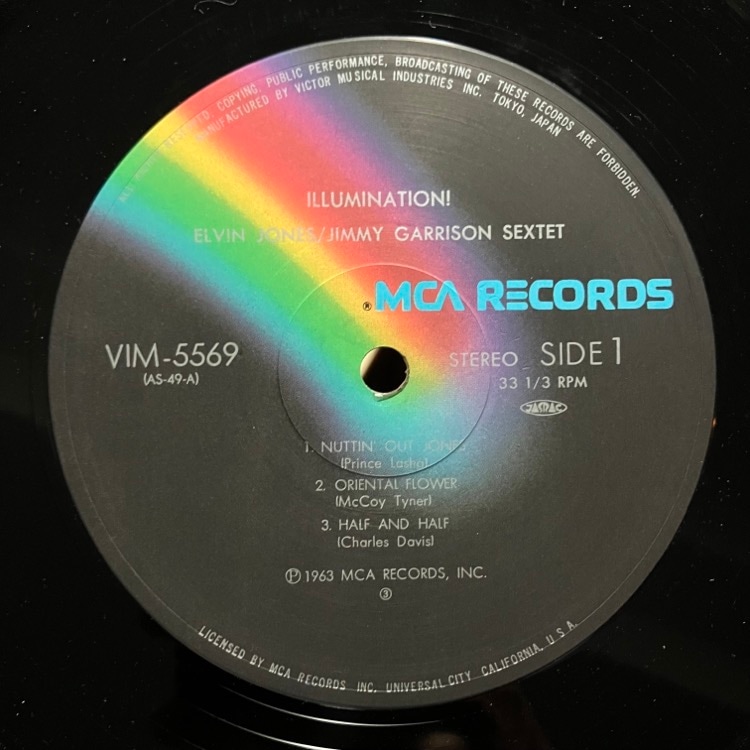 COPYING, PUBLIC PERFORMANCE, BROADCASTING OF THESE RECORDS ARE FORBIDDEN.
MANUFACTURED BY VICTOR MUSICAL INDUSTRIES INC. TOKYO, JAPAN
ILLUMINATION!
ELVIN JONES/JIMMY GARRISON SEXTET
® MCA RECORDS
VIM-5569
(AS-49-A)
STEREO SIDE 1
33 1/3 RPM
JASRAC
1. NUTTIN' OUT JONES
(Prince Lasha)
2. ORIENTAL FLOWER
(McCoy Tyner)
3. HALF AND HALF
(Charles Davis)
Ⓟ 1963 MCA RECORDS, INC.
③
LICENSED BY MCA RECORDS INC. UNIVERSAL CITY CALIFORNIA, U.S.A.